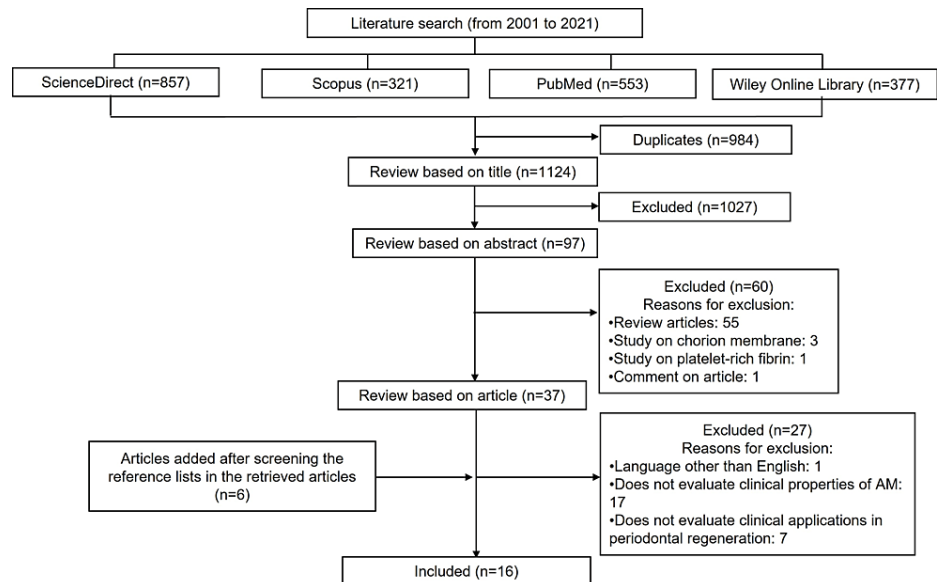 Literature search (from 2001 to 2021)
ScienceDirect (n=857)
Scopus (n=321)
PubMed (n=553)
Wiley Online Library (n=377)
Duplicates (n=984)
Review based on title (n=1124)
Excluded (n=1027)
Review based on abstract (n=97)
Excluded (n=60)
Reasons for exclusion:
•Review articles: 55
•Study on chorion membrane: 3
•Study on platelet-rich fibrin: 1
•Comment on article: 1
Review based on article (n=37)
Articles added after screening the
reference lists in the retrieved articles
(n=6)
Excluded (n=27)
Reasons for exclusion:
•Language other than English: 1
•Does not evaluate clinical properties of AM:
17
•Does not evaluate clinical applications in
periodontal regeneration: 7
Included (n=16)